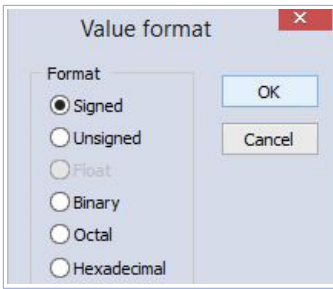 Value format
Format
Signed
Unsigned
Float
Binary
Octal
Hexadecimal
OK
Cancel